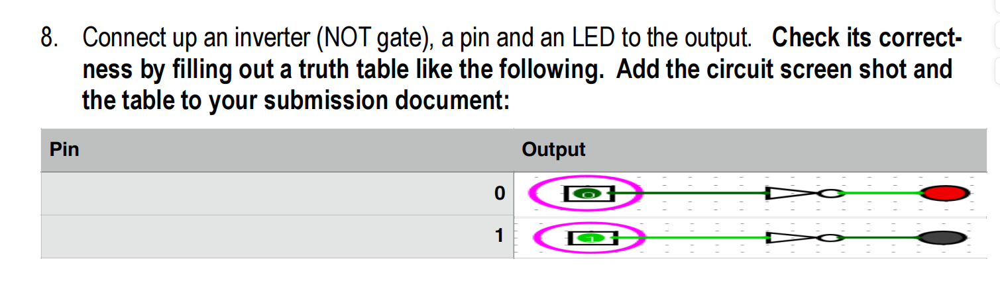 8. Connect up an inverter (NOT gate), a pin and an LED to the output. Check its correct-
ness by filling out a truth table like the following. Add the circuit screen shot and
the table to your submission document:
Pin Output
0 0
1 1